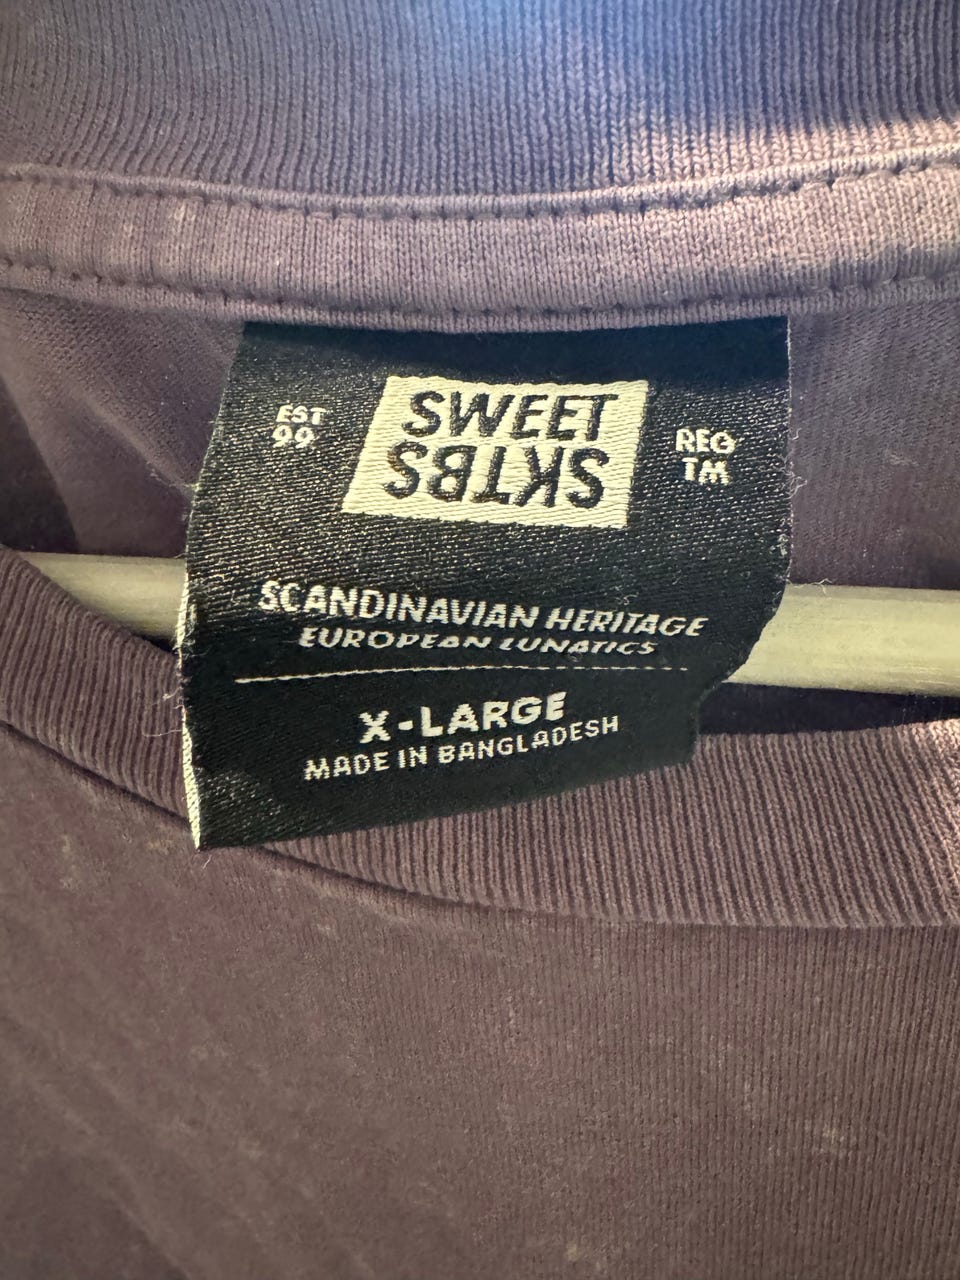 EST
99
SWEET
SKTBS
REG
TM
SCANDINAVIAN HERITAGE
EUROPEAN LUNATICS
X-LARGE
MADE IN BANGLADESH